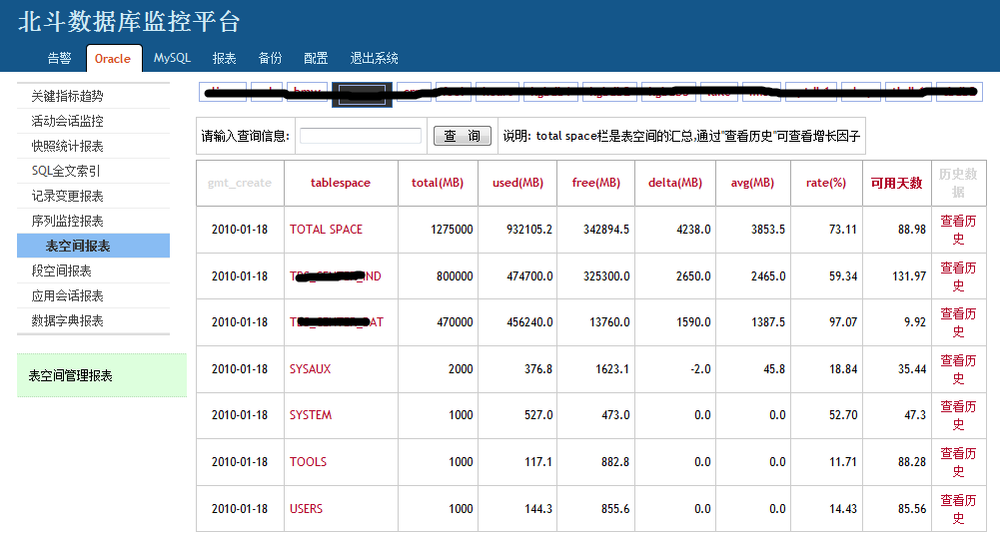 北斗数据库监控平台
告警 Oracle MySQL 报表 备份 配置 退出系统
关键指标趋势
活动会话监控
快照统计报表
SQL全文索引
记录变更报表
序列监控报表
表空间报表
段空间报表
应用会话报表
数据字典报表
表空间管理报表
请输入查询信息: 查 询 说明: total space栏是表空间的汇总,通过"查看历史"可查看增长因子
gmt_create tablespace total(MB) used(MB) free(MB) delta(MB) avg(MB) rate(%) 可用天数 历史数
据
2010-01-18 TOTAL SPACE 1275000 932105.2 342894.5 4238.0 3853.5 73.11 88.98 查看历
史
2010-01-18 800000 474700.0 325300.0 2650.0 2465.0 59.34 131.97 查看历
史
2010-01-18 470000 456240.0 13760.0 1590.0 1387.5 97.07 9.92 查看历
史
2010-01-18 SYSAUX 2000 376.8 1623.1 -2.0 45.8 18.84 35.44 查看历
史
2010-01-18 SYSTEM 1000 527.0 473.0 0.0 0.0 52.70 47.3 查看历
史
2010-01-18 TOOLS 1000 117.1 882.8 0.0 0.0 11.71 88.28 查看历
史
2010-01-18 USERS 1000 144.3 855.6 0.0 0.0 14.43 85.56 查看历
史